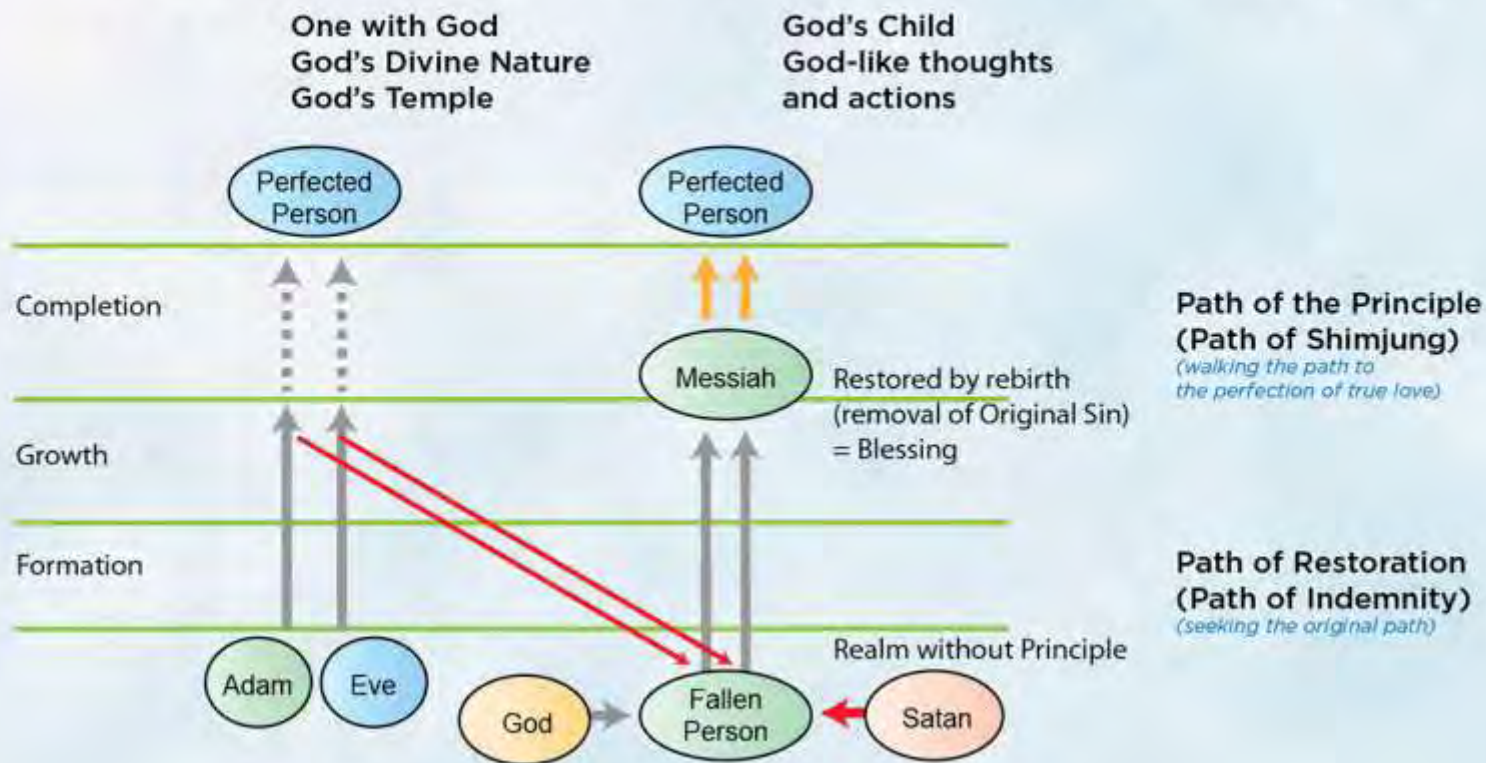 One with God
God's Divine Nature
God's Temple
God's Child
God-like thoughts
and actions
Perfected
Person
Perfected
Person
Completion
Messiah
Restored by rebirth
(removal of Original Sin)
= Blessing
Path of the Principle
(Path of Shimjung)
(walking the path to
the perfection of true love)
Growth
Formation
Path of Restoration
(Path of Indemnity)
(seeking the original path)
Realm without Principle
Adam
Eve
God
Fallen
Person
Satan